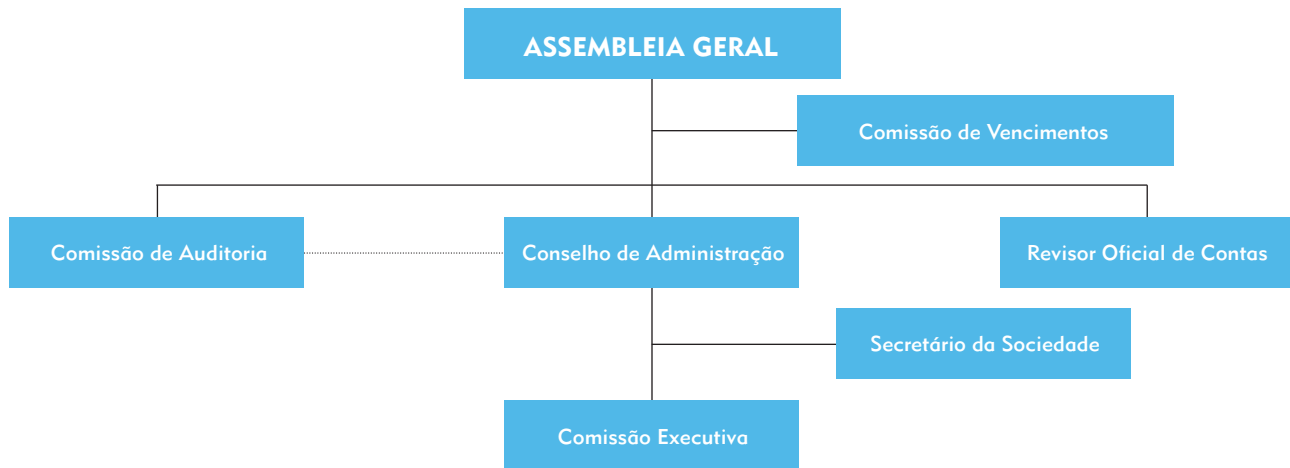 ASSEMBLEIA GERAL
Comissão de Vencimentos
Comissão de Auditoria
Conselho de Administração
Revisor Oficial de Contas
Secretário da Sociedade
Comissão Executiva